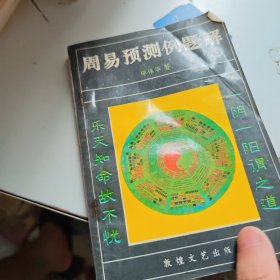 周易预测例题解
著
乐天知命故不忧
阴一阳谓之道
敦煌文艺出版